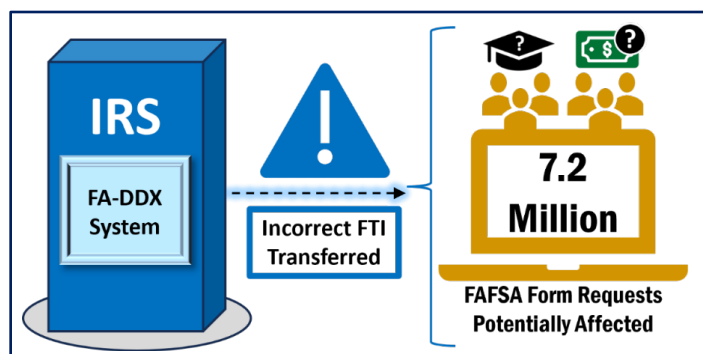 IRS
FA-DDX
System
Incorrect FTI
Transferred
?
$
?
7.2
Million
FAFSA Form Requests
Potentially Affected